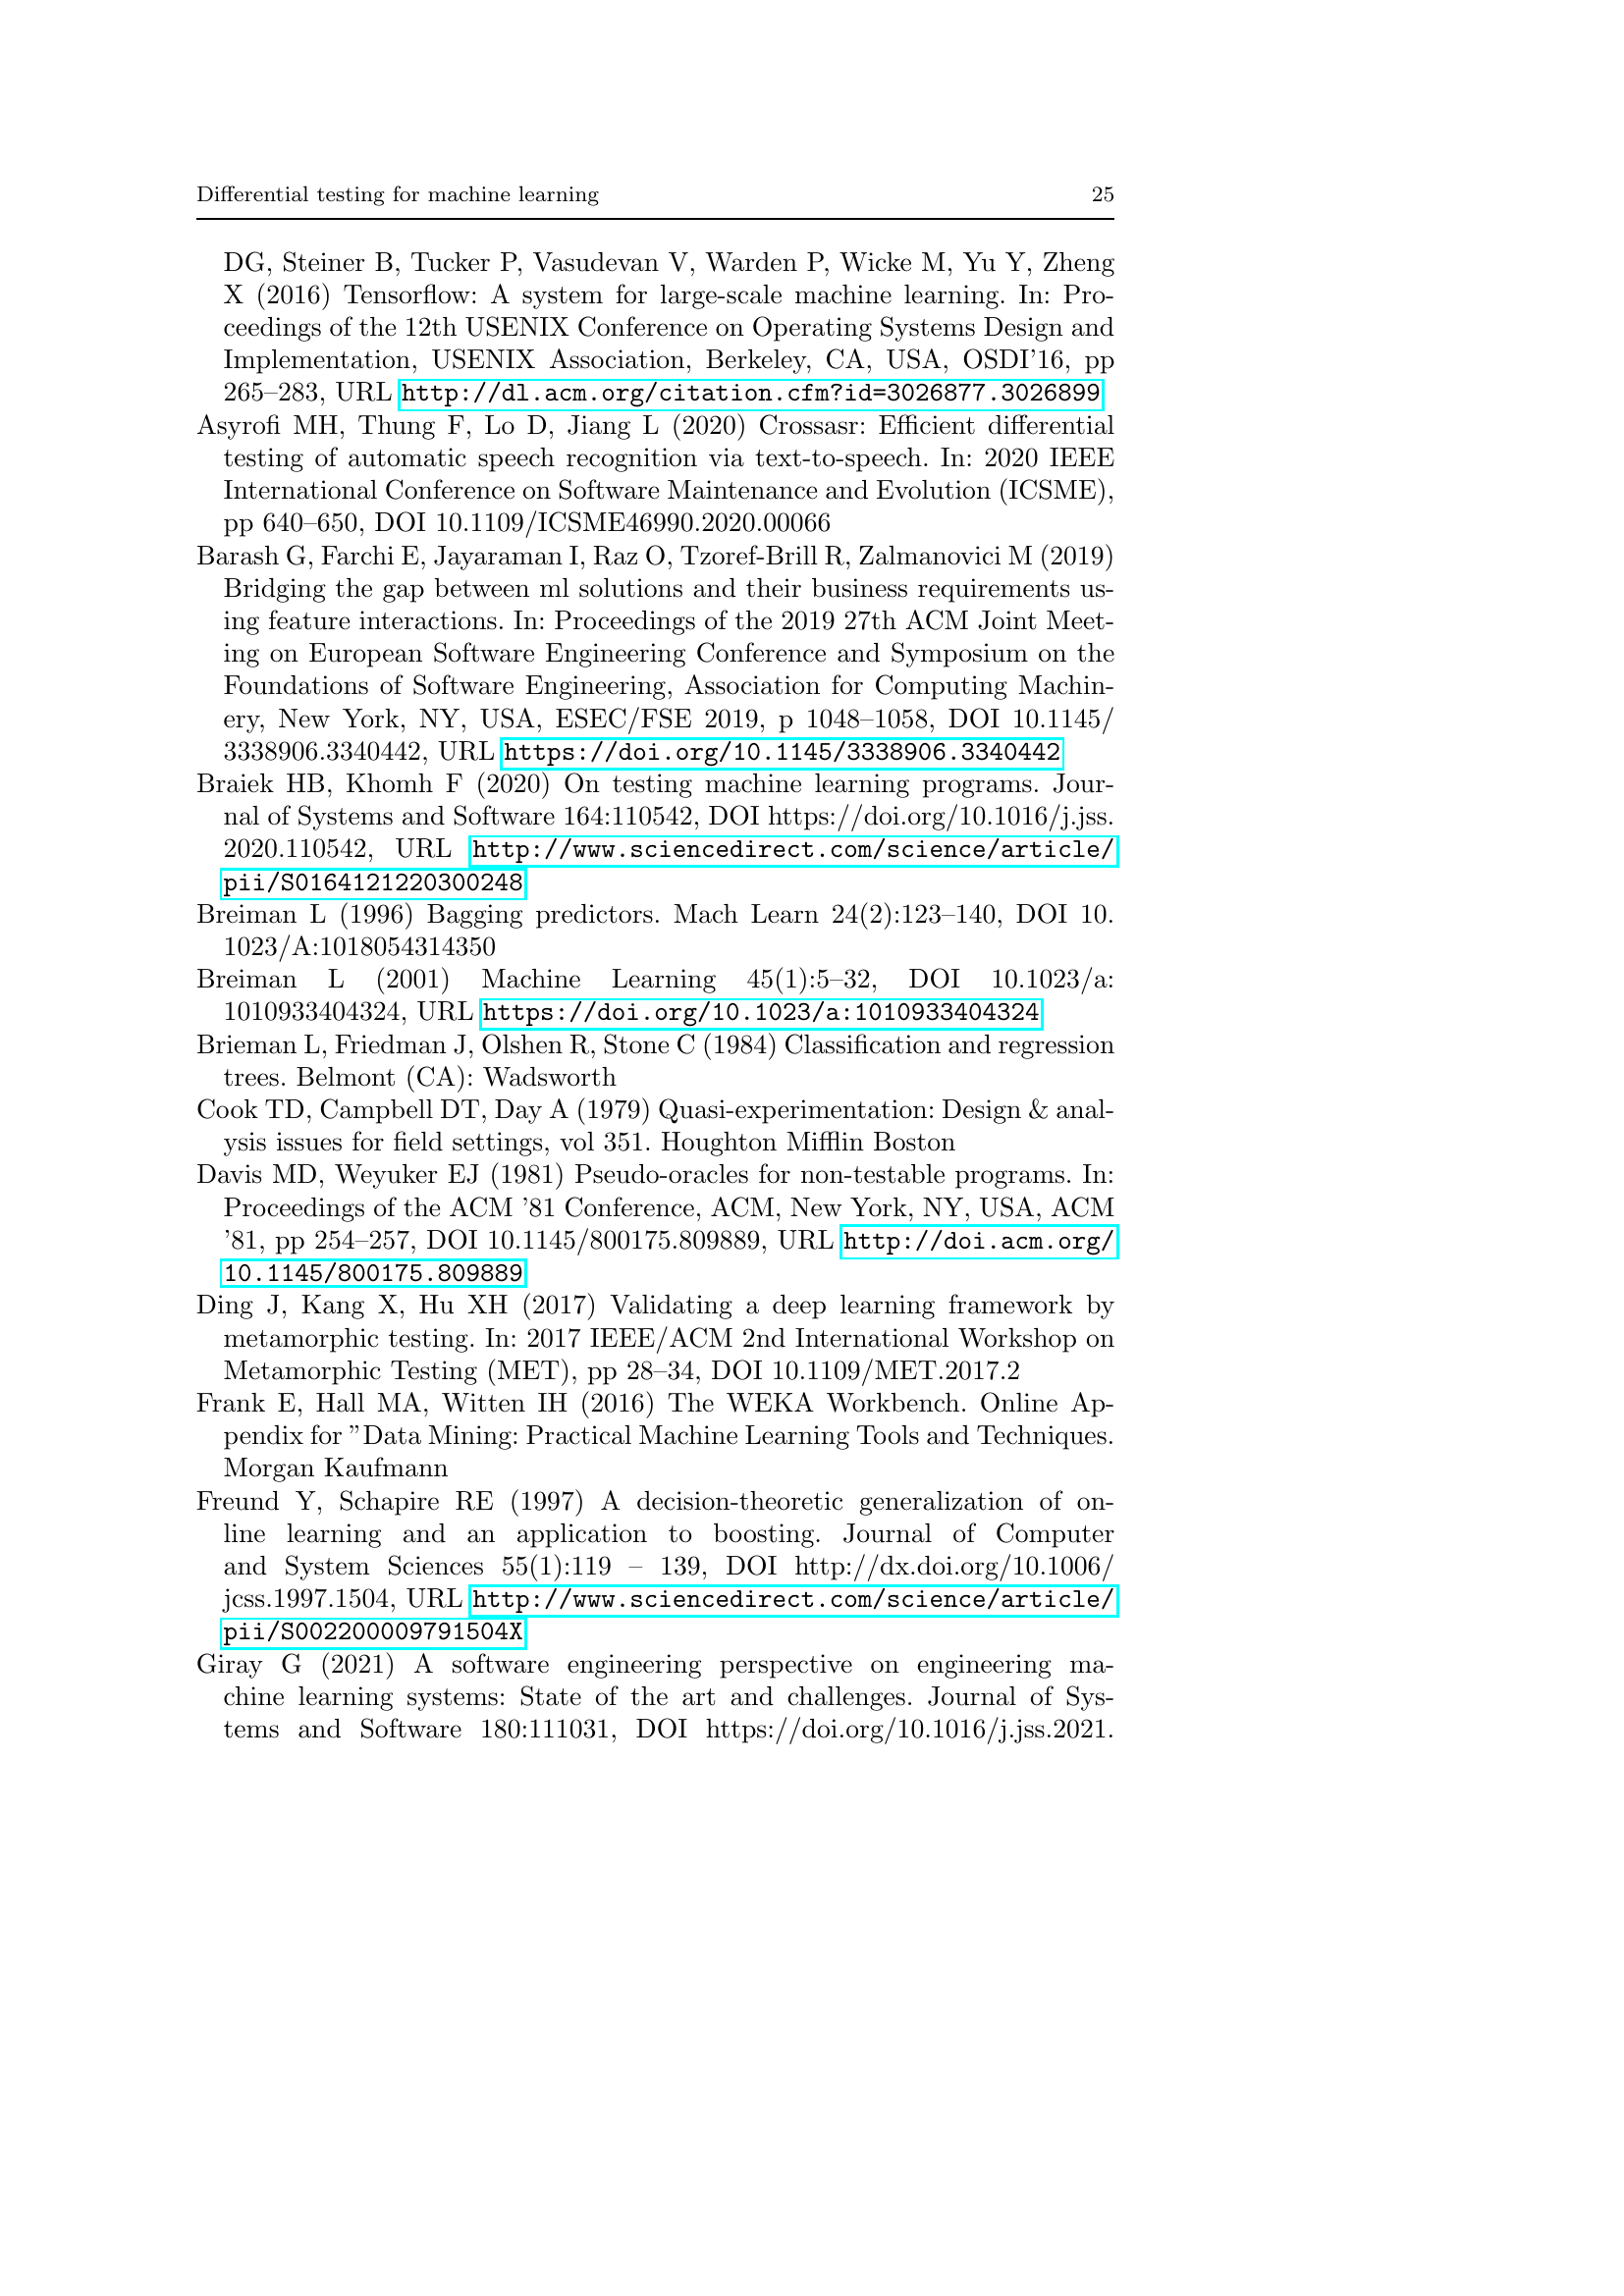 Differential testing for machine learning 25
DG, Steiner B, Tucker P, Vasudevan V, Warden P, Wicke M, Yu Y, Zheng
X (2016) Tensorflow: A system for large-scale machine learning. In: Pro-
ceedings of the 12th USENIX Conference on Operating Systems Design and
Implementation, USENIX Association, Berkeley, CA, USA, OSDI'16, pp
265–283, URL http://dl.acm.org/citation.cfm?id=3026877.3026899
Asyrofi MH, Thung F, Lo D, Jiang L (2020) Crossasr: Efficient differential
testing of automatic speech recognition via text-to-speech. In: 2020 IEEE
International Conference on Software Maintenance and Evolution (ICSME),
pp 640–650, DOI 10.1109/ICSME46990.2020.00066
Barash G, Farchi E, Jayaraman I, Raz O, Tzoref-Brill R, Zalmanovici M (2019)
Bridging the gap between ml solutions and their business requirements us-
ing feature interactions. In: Proceedings of the 2019 27th ACM Joint Meet-
ing on European Software Engineering Conference and Symposium on the
Foundations of Software Engineering, Association for Computing Machin-
ery, New York, NY, USA, ESEC/FSE 2019, p 1048–1058, DOI 10.1145/
3338906.3340442, URL https://doi.org/10.1145/3338906.3340442
Braiek HB, Khomh F (2020) On testing machine learning programs. Jour-
nal of Systems and Software 164:110542, DOI https://doi.org/10.1016/j.jss.
2020.110542, URL http://www.sciencedirect.com/science/article/
pii/S0164121220300248
Breiman L (1996) Bagging predictors. Mach Learn 24(2):123–140, DOI 10.
1023/A:1018054314350
Breiman L (2001) Machine Learning 45(1):5–32, DOI 10.1023/a:
1010933404324, URL https://doi.org/10.1023/a:1010933404324
Brieman L, Friedman J, Olshen R, Stone C (1984) Classification and regression
trees. Belmont (CA): Wadsworth
Cook TD, Campbell DT, Day A (1979) Quasi-experimentation: Design & anal-
ysis issues for field settings, vol 351. Houghton Mifflin Boston
Davis MD, Weyuker EJ (1981) Pseudo-oracles for non-testable programs. In:
Proceedings of the ACM '81 Conference, ACM, New York, NY, USA, ACM
'81, pp 254–257, DOI 10.1145/800175.809889, URL http://doi.acm.org/
10.1145/800175.809889
Ding J, Kang X, Hu XH (2017) Validating a deep learning framework by
metamorphic testing. In: 2017 IEEE/ACM 2nd International Workshop on
Metamorphic Testing (MET), pp 28–34, DOI 10.1109/MET.2017.2
Frank E, Hall MA, Witten IH (2016) The WEKA Workbench. Online Ap-
pendix for ”Data Mining: Practical Machine Learning Tools and Techniques.
Morgan Kaufmann
Freund Y, Schapire RE (1997) A decision-theoretic generalization of on-
line learning and an application to boosting. Journal of Computer
and System Sciences 55(1):119 – 139, DOI http://dx.doi.org/10.1006/
jcss.1997.1504, URL http://www.sciencedirect.com/science/article/
pii/S002200009791504X
Giray G (2021) A software engineering perspective on engineering ma-
chine learning systems: State of the art and challenges. Journal of Sys-
tems and Software 180:111031, DOI https://doi.org/10.1016/j.jss.2021.